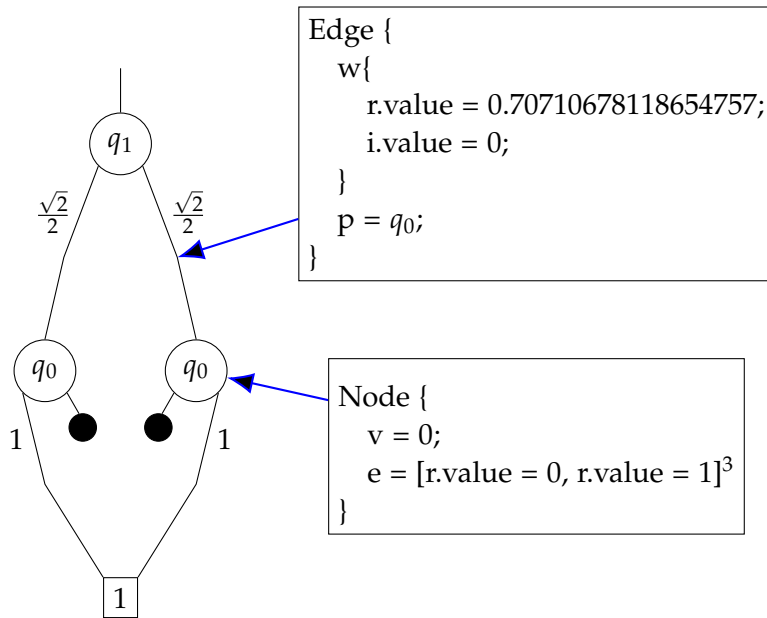 Edge {
w{
r.value = 0.70710678118654757;
i.value = 0;
}
p = q₀;
}
q₁
√2/2
√2/2
q₀
q₀
1
1
1
Node {
v = 0;
e = [r.value = 0, r.value = 1]³
}